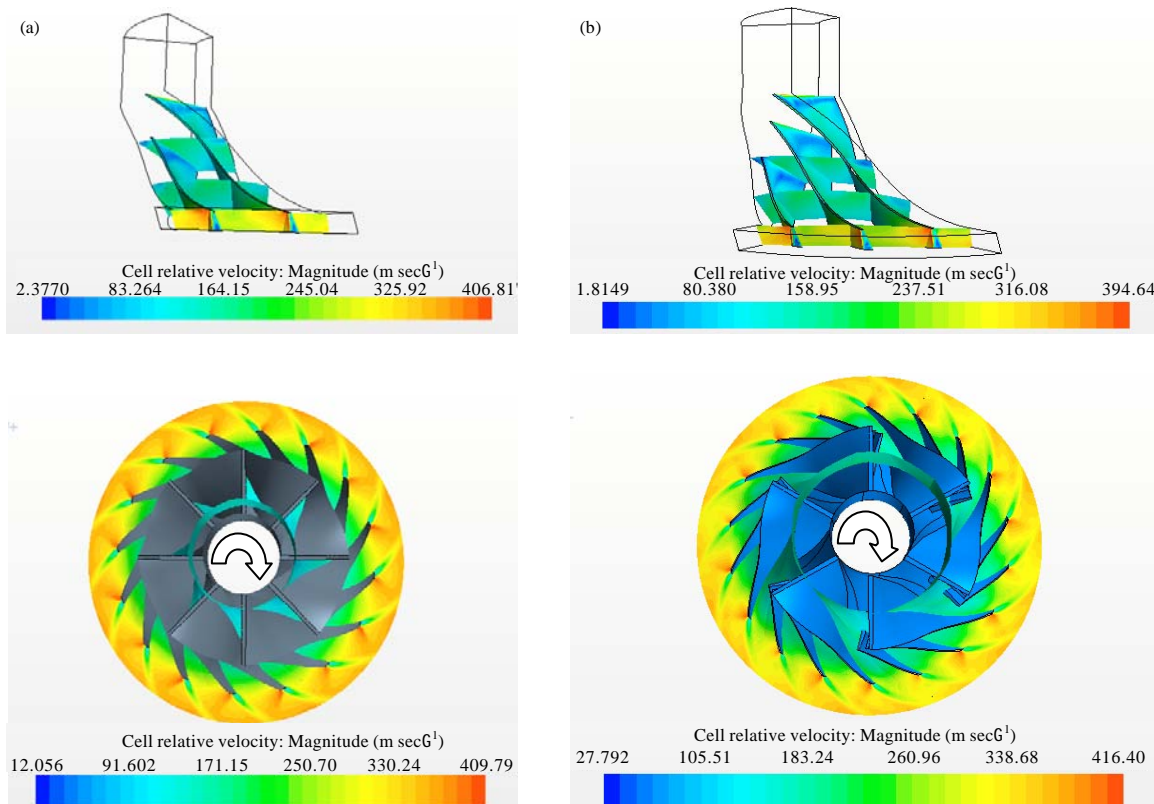 (a)
(b)
Cell relative velocity: Magnitude (m secG¹)
2.3770 83.264 164.15 245.04 325.92 406.81
Cell relative velocity: Magnitude (m secG¹)
1.8149 80.380 158.95 237.51 316.08 394.64
Cell relative velocity: Magnitude (m secG¹)
12.056 91.602 171.15 250.70 330.24 409.79
Cell relative velocity: Magnitude (m secG¹)
27.792 105.51 183.24 260.96 338.68 416.40